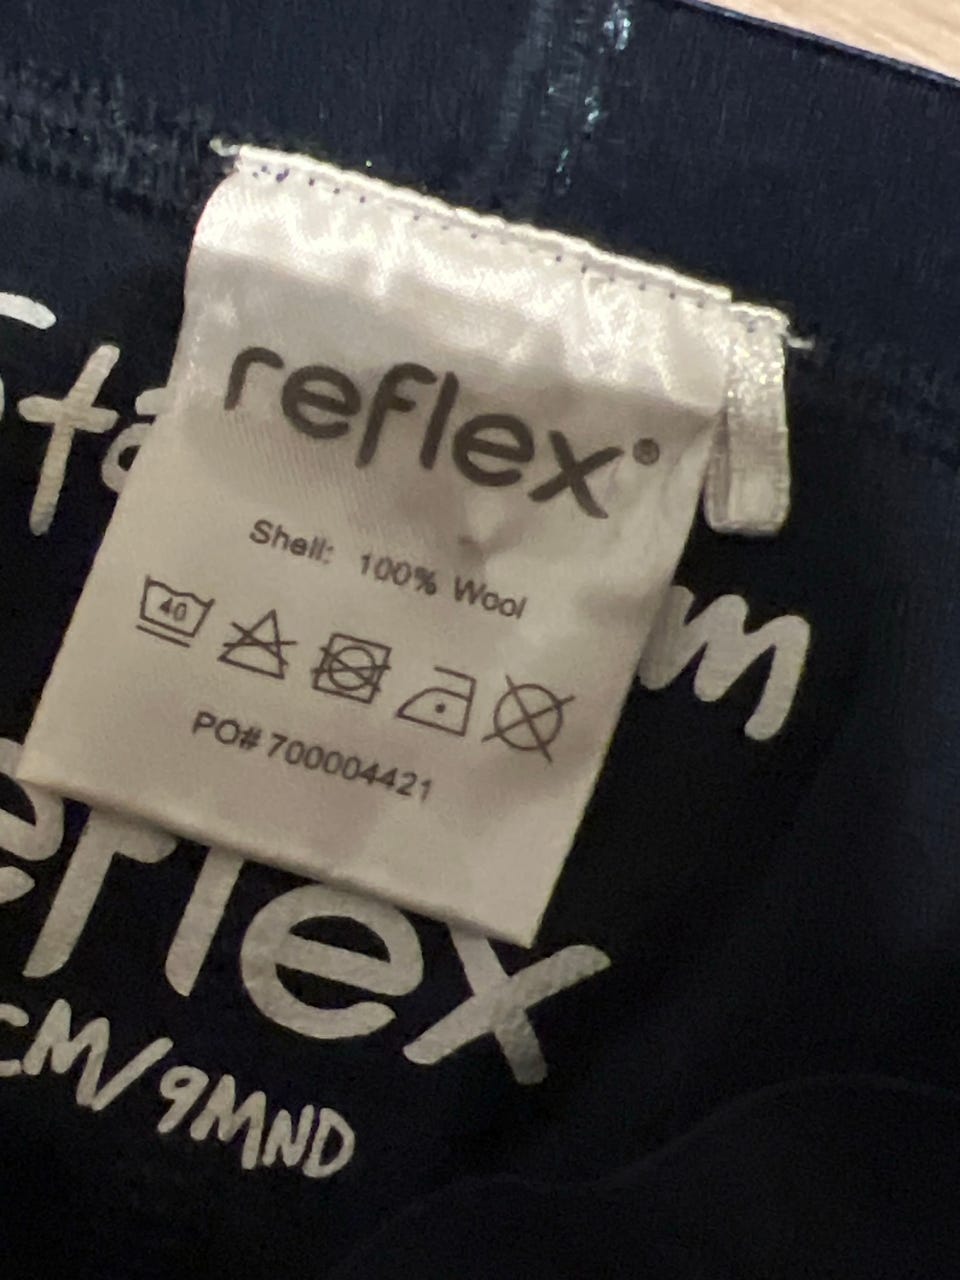 reflex®
Shell: 100% Wool
40
PO# 700004421
m
eflex
CM/9MND